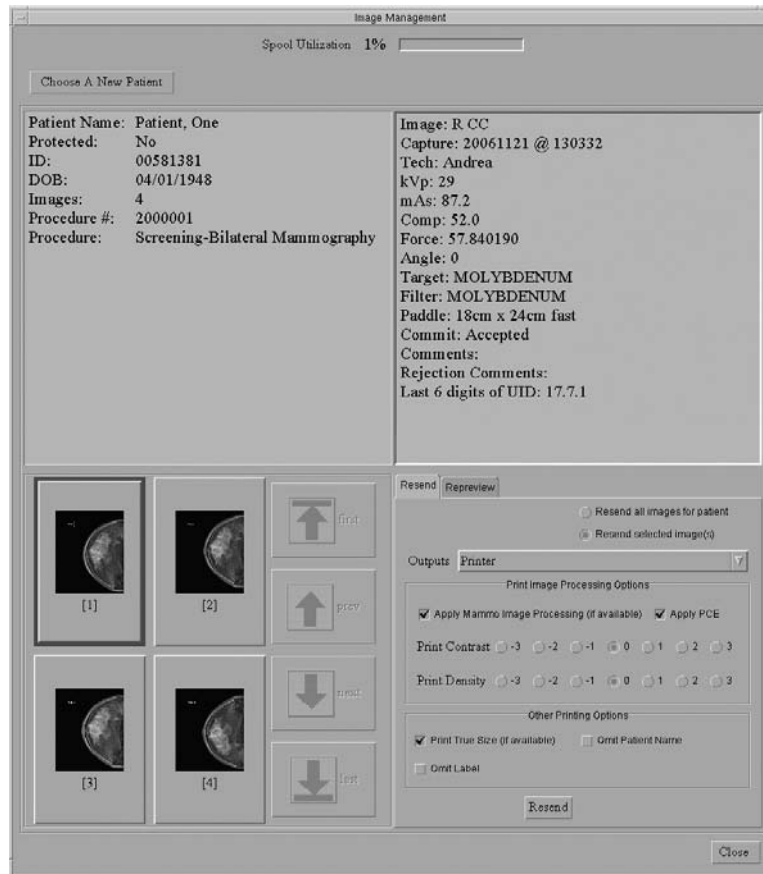 Image Management
Spool Utilization 1%
Choose A New Patient
Patient Name: Patient, One
Protected: No
ID: 00581381
DOB: 04/01/1948
Images: 4
Procedure #: 2000001
Procedure: Screening-Bilateral Mammography
Image: R CC
Capture: 20061121 @ 130332
Tech: Andrea
kVp: 29
mAs: 87.2
Comp: 52.0
Force: 57.840190
Angle: 0
Target: MOLYBDENUM
Filter: MOLYBDENUM
Paddle: 18cm x 24cm fast
Commit: Accepted
Comments:
Rejection Comments:
Last 6 digits of UID: 17.7.1
[1]
[2]
[3]
[4]
first
prev
next
last
Resend Repreview
Resend all images for patient
Resend selected image(s)
Outputs Printer
Print Image Processing Options
Apply Mammo Image Processing (if available) Apply PCE
Print Contrast -3 -2 -1 0 1 2 3
Print Density -3 -2 -1 0 1 2 3
Other Printing Options
Print True Size (if available) Omit Patient Name
Omit Label
Resend
Close